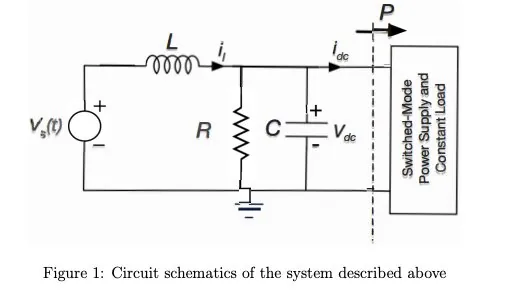 P
L
i_l
i_dc
V_s(t)
+
−
R
C
+
-
V_dc
Switched-Mode
Power Supply and
Constant Load
Figure 1: Circuit schematics of the system described above